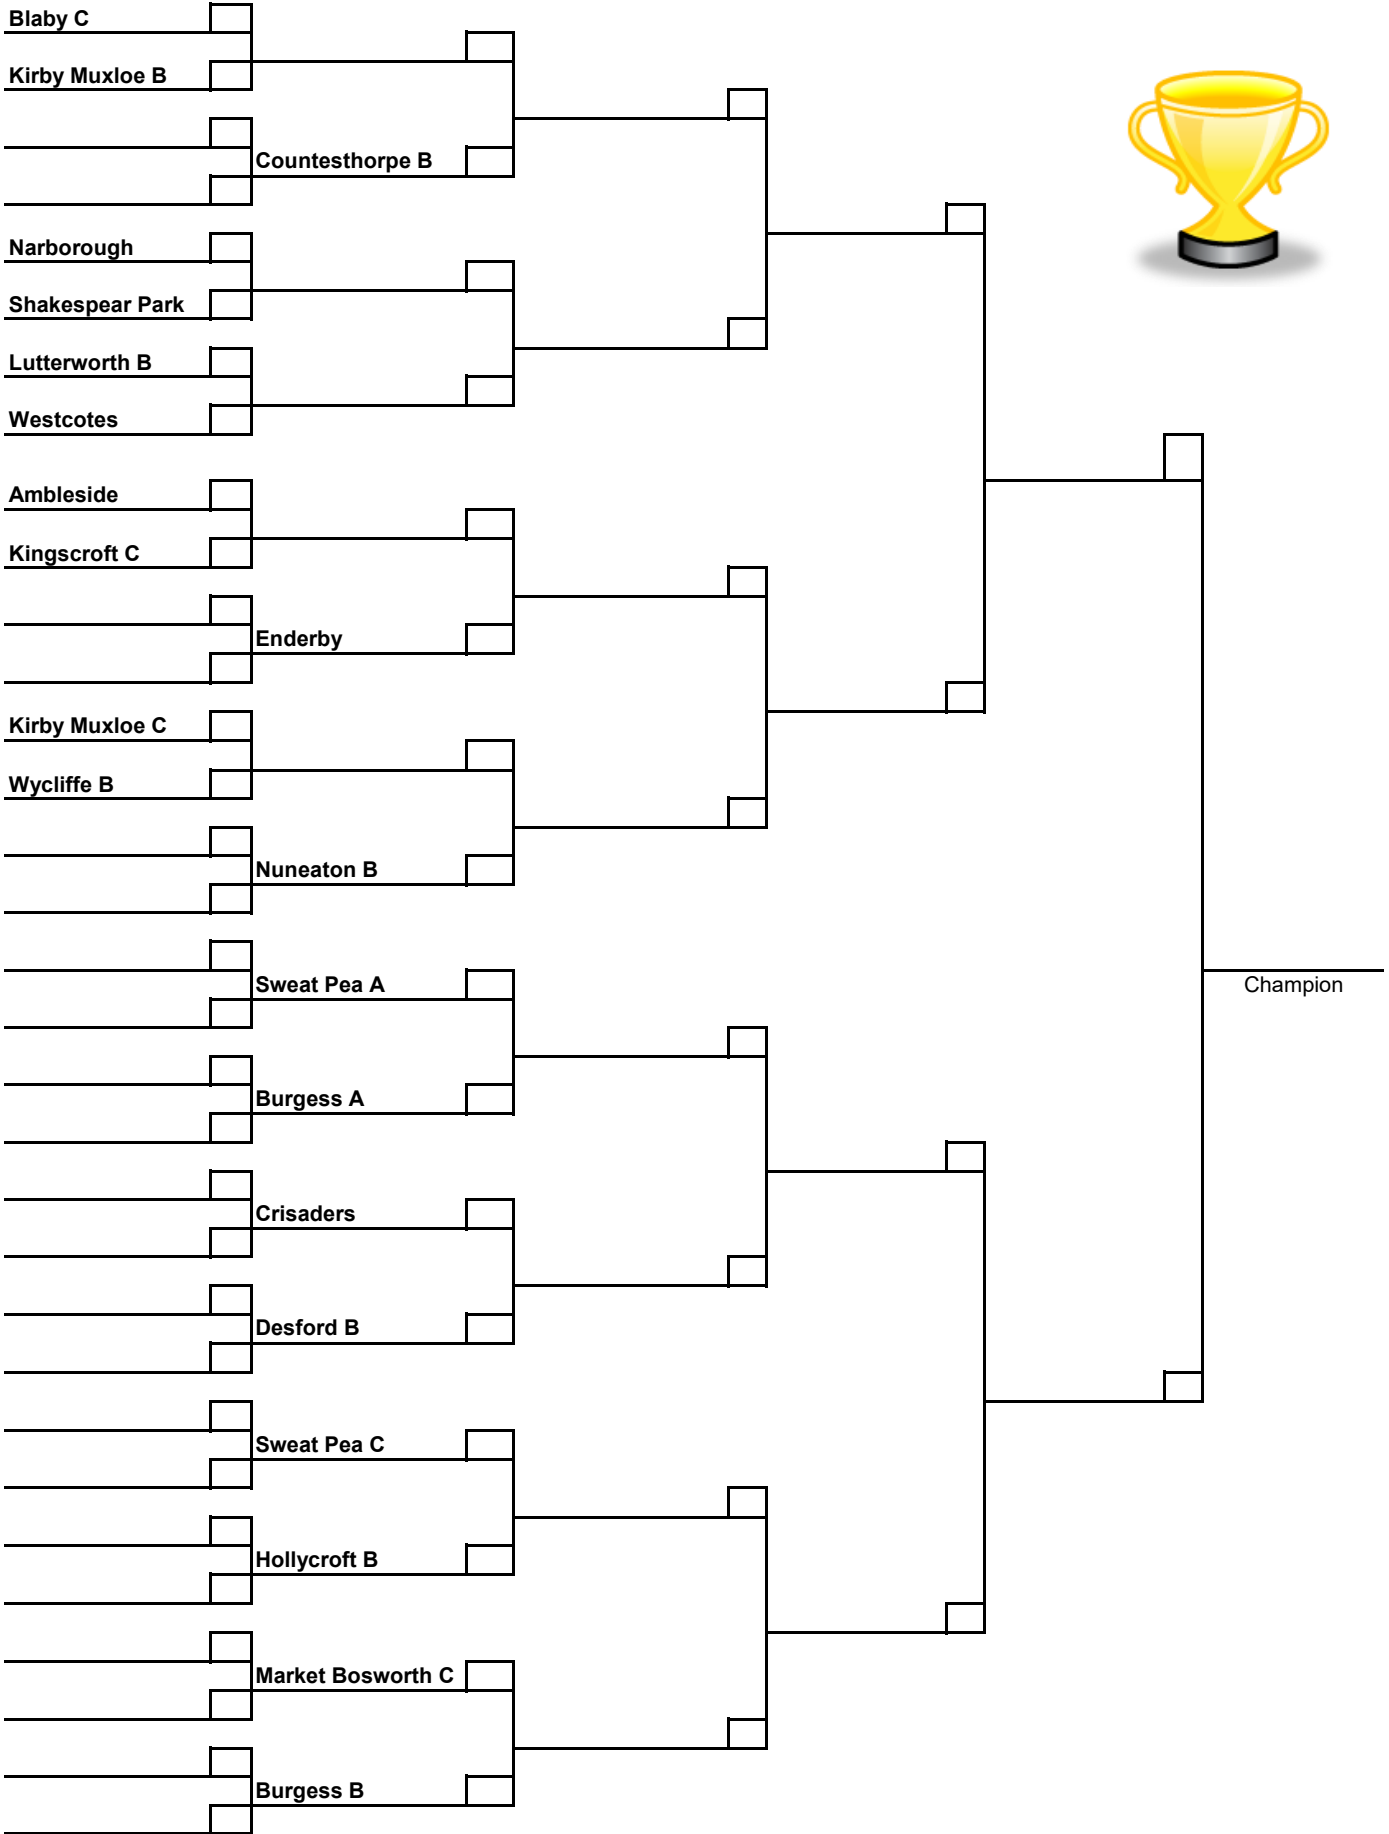 Blaby C
Kirby Muxloe B
Countesthorpe B
Narborough
Shakespear Park
Lutterworth B
Westcotes
Ambleside
Kingscroft C
Enderby
Kirby Muxloe C
Wycliffe B
Nuneaton B
Sweat Pea A
Champion
Burgess A
Crisaders
Desford B
Sweat Pea C
Hollycroft B
Market Bosworth C
Burgess B